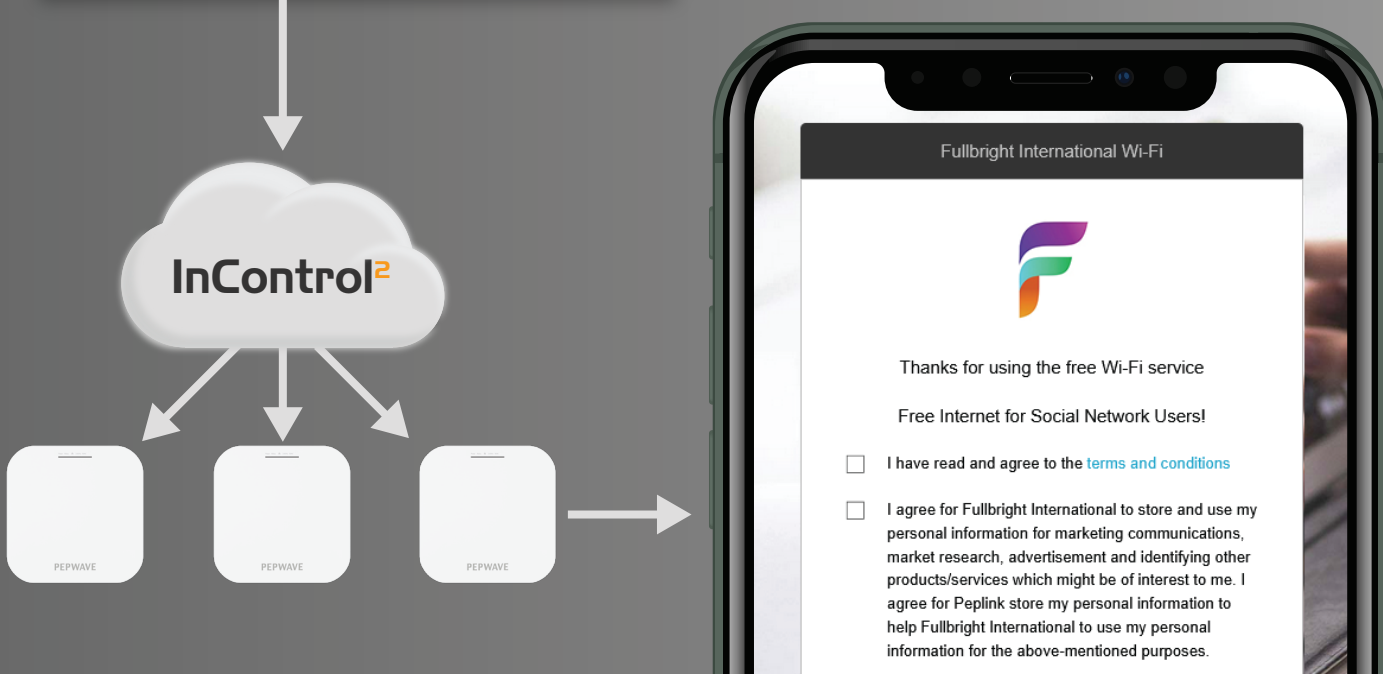 InControl2
PEPWAVE
PEPWAVE
PEPWAVE
Fullbright International Wi-Fi
Thanks for using the free Wi-Fi service
Free Internet for Social Network Users!
I have read and agree to the terms and conditions
I agree for Fullbright International to store and use my
personal information for marketing communications,
market research, advertisement and identifying other
products/services which might be of interest to me. I
agree for Peplink store my personal information to
help Fullbright International to use my personal
information for the above-mentioned purposes.